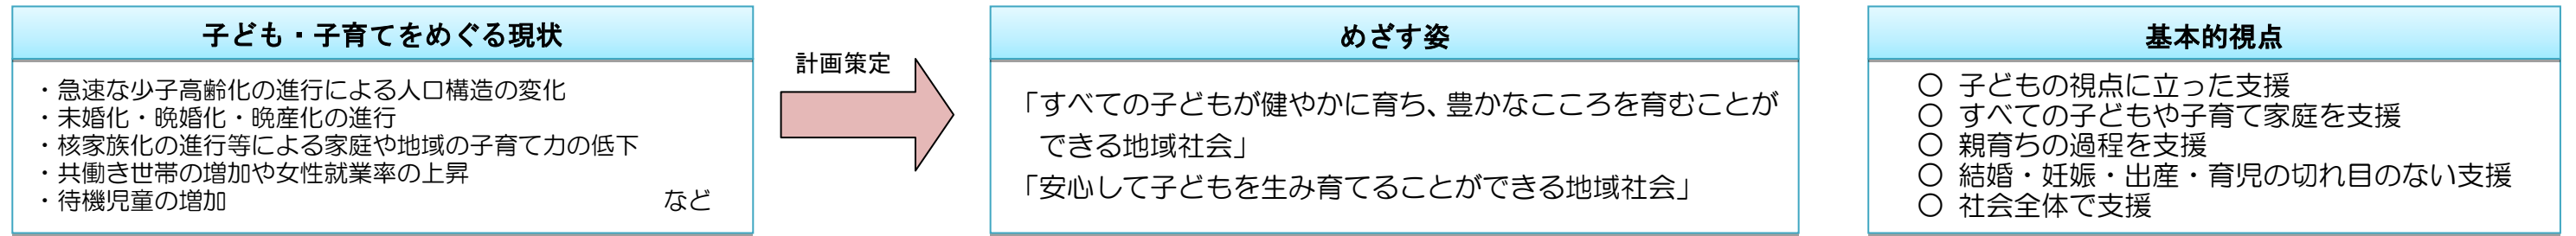 子ども・子育てをめぐる現状
・急速な少子高齢化の進行による人口構造の変化
・未婚化・晩婚化・晩産化の進行
・核家族化の進行等による家庭や地域の子育て力の低下
・共働き世帯の増加や女性就業率の上昇
・待機児童の増加 など
計画策定
めざす姿
「すべての子どもが健やかに育ち、豊かなこころを育むことが
できる地域社会」
「安心して子どもを生み育てることができる地域社会」
基本的視点
○ 子どもの視点に立った支援
○ すべての子どもや子育て家庭を支援
○ 親育ちの過程を支援
○ 結婚・妊娠・出産・育児の切れ目のない支援
○ 社会全体で支援